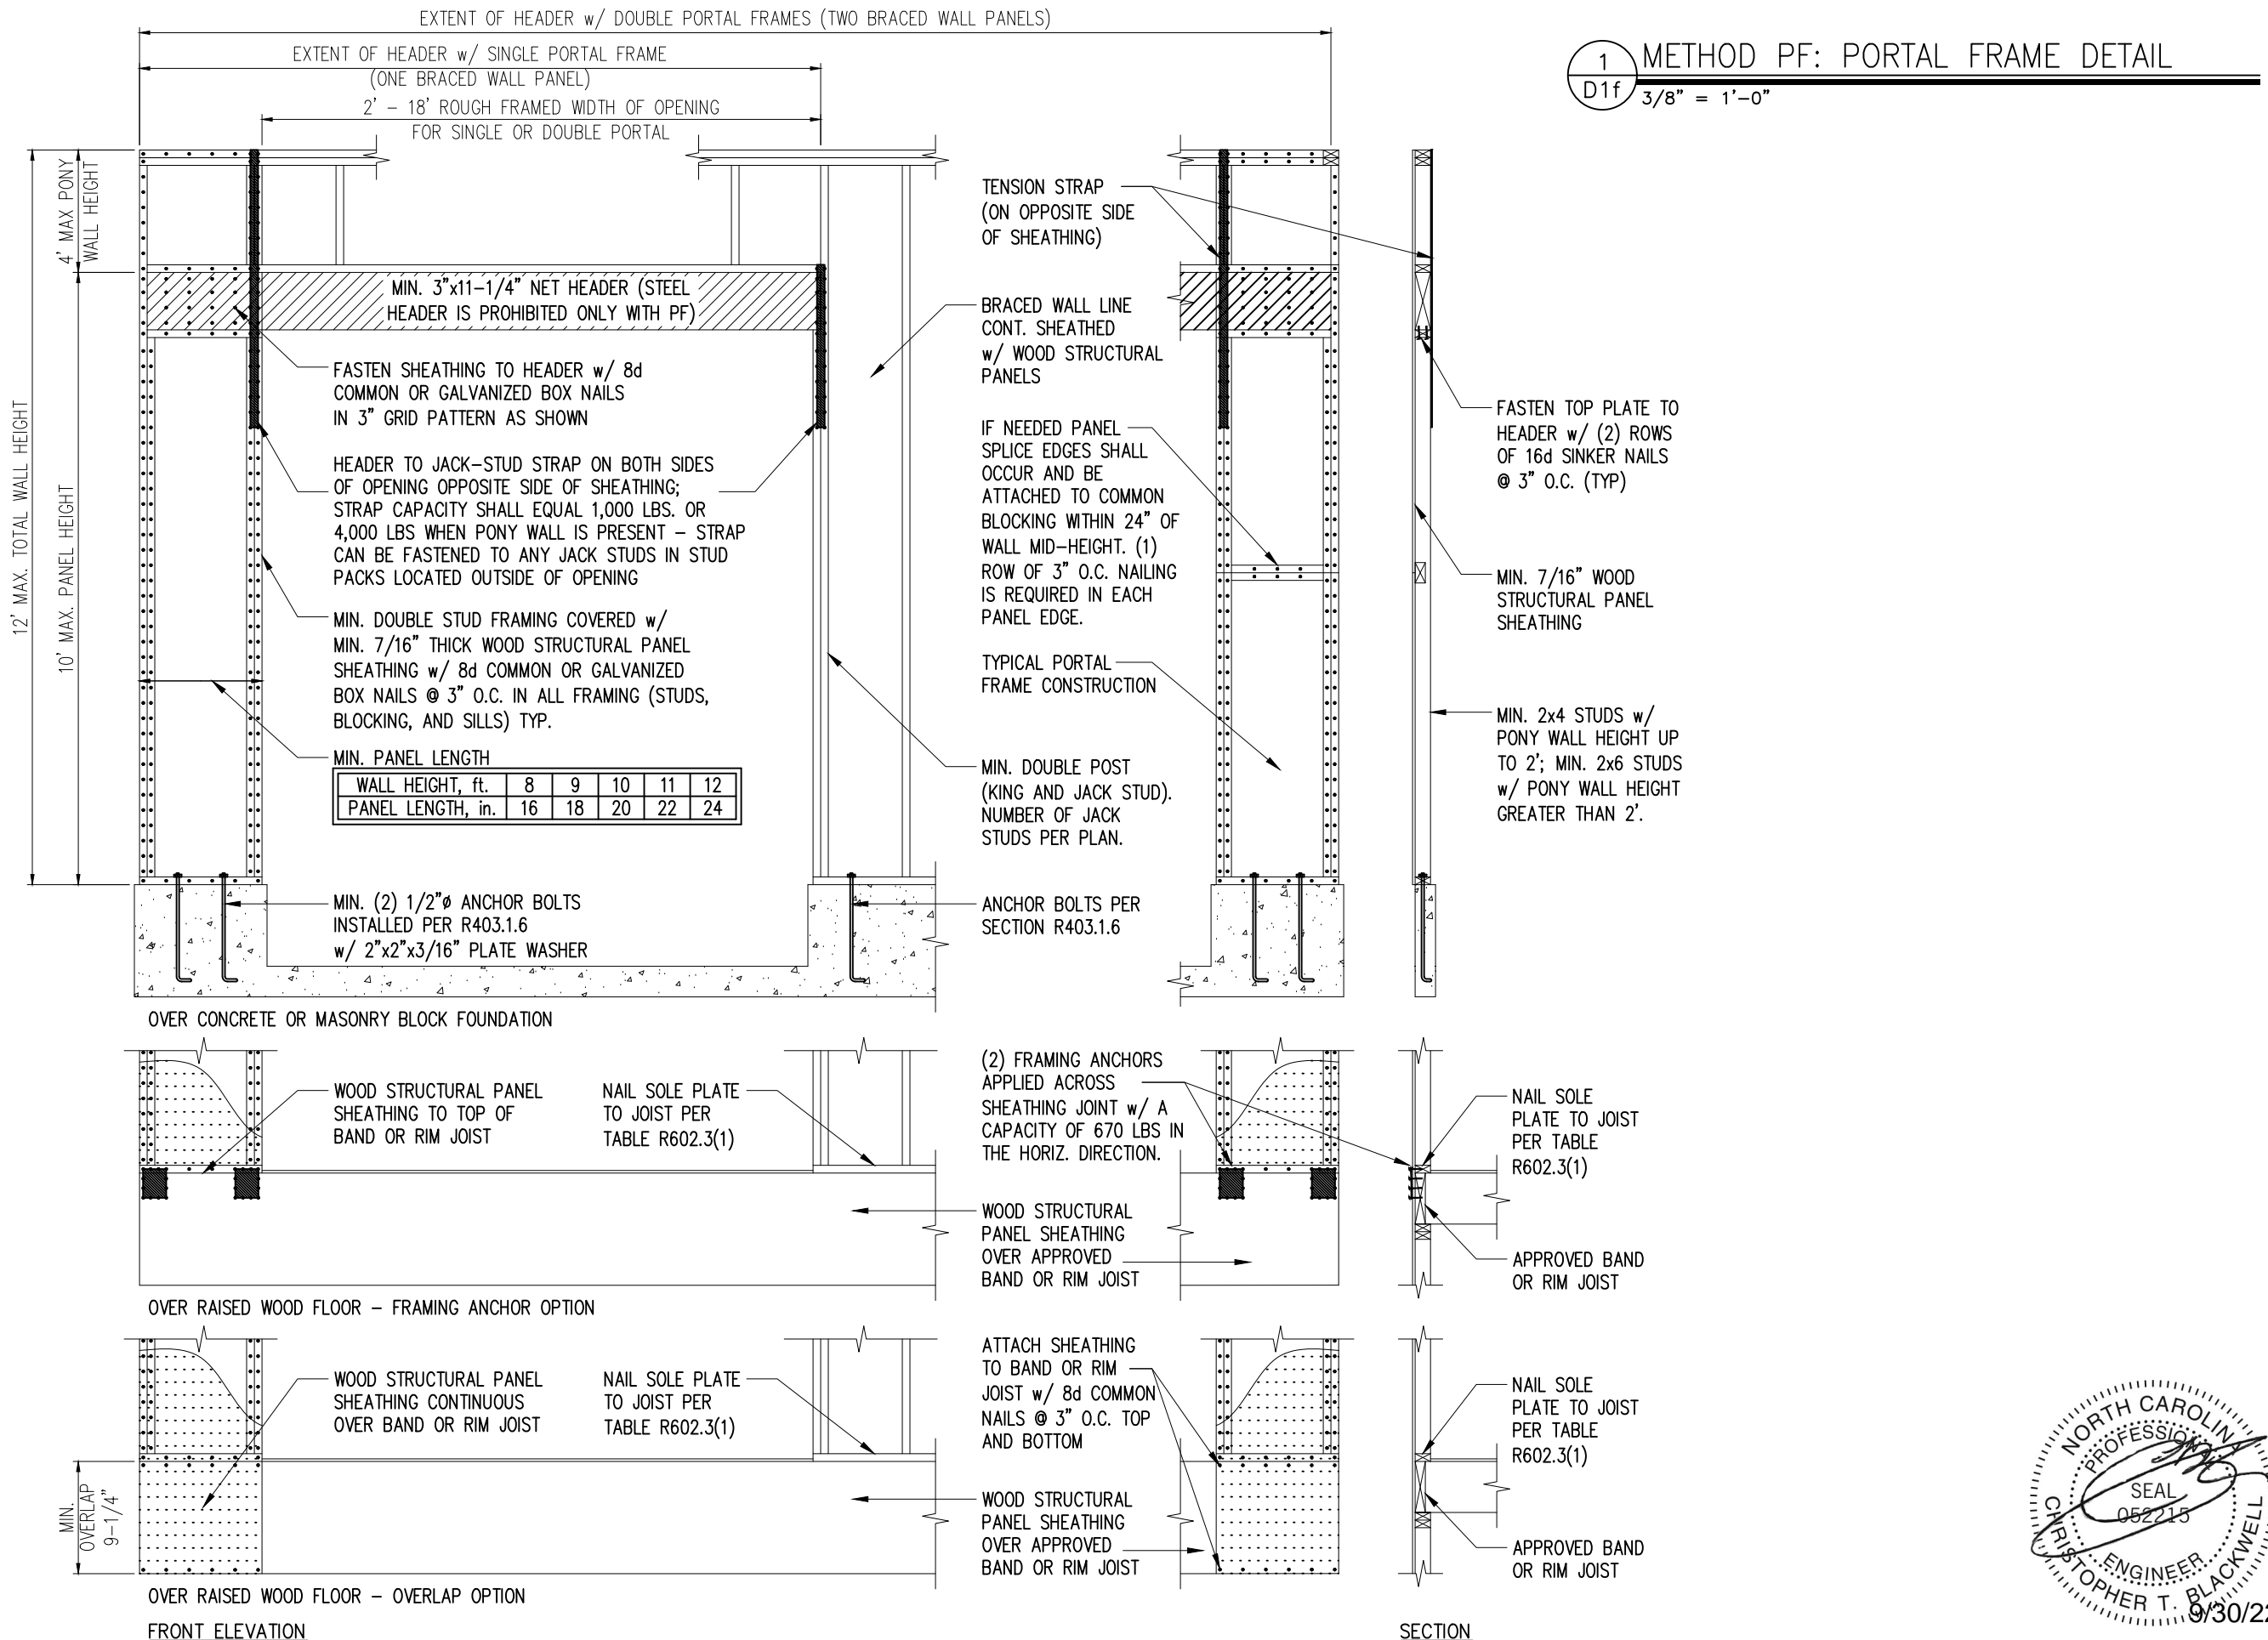 EXTENT OF HEADER w/ DOUBLE PORTAL FRAMES (TWO BRACED WALL PANELS)
EXTENT OF HEADER w/ SINGLE PORTAL FRAME
(ONE BRACED WALL PANEL)
2' - 18' ROUGH FRAMED WIDTH OF OPENING
FOR SINGLE OR DOUBLE PORTAL
1
D1f
METHOD PF: PORTAL FRAME DETAIL
3/8" = 1'-0"
12' MAX. TOTAL WALL HEIGHT
4' MAX PONY
WALL HEIGHT
10' MAX. PANEL HEIGHT
MIN. 3"x11-1/4" NET HEADER (STEEL
HEADER IS PROHIBITED ONLY WITH PF)
FASTEN SHEATHING TO HEADER w/ 8d
COMMON OR GALVANIZED BOX NAILS
IN 3" GRID PATTERN AS SHOWN
HEADER TO JACK-STUD STRAP ON BOTH SIDES
OF OPENING OPPOSITE SIDE OF SHEATHING;
STRAP CAPACITY SHALL EQUAL 1,000 LBS. OR
4,000 LBS WHEN PONY WALL IS PRESENT - STRAP
CAN BE FASTENED TO ANY JACK STUDS IN STUD
PACKS LOCATED OUTSIDE OF OPENING
MIN. DOUBLE STUD FRAMING COVERED w/
MIN. 7/16" THICK WOOD STRUCTURAL PANEL
SHEATHING w/ 8d COMMON OR GALVANIZED
BOX NAILS @ 3" O.C. IN ALL FRAMING (STUDS,
BLOCKING, AND SILLS) TYP.
MIN. PANEL LENGTH
WALL HEIGHT, ft. 8 9 10 11 12
PANEL LENGTH, in. 16 18 20 22 24
MIN. (2) 1/2"ø ANCHOR BOLTS
INSTALLED PER R403.1.6
w/ 2"x2"x3/16" PLATE WASHER
TENSION STRAP
(ON OPPOSITE SIDE
OF SHEATHING)
BRACED WALL LINE
CONT. SHEATHED
w/ WOOD STRUCTURAL
PANELS
IF NEEDED PANEL
SPLICE EDGES SHALL
OCCUR AND BE
ATTACHED TO COMMON
BLOCKING WITHIN 24" OF
WALL MID-HEIGHT. (1)
ROW OF 3" O.C. NAILING
IS REQUIRED IN EACH
PANEL EDGE.
TYPICAL PORTAL
FRAME CONSTRUCTION
MIN. DOUBLE POST
(KING AND JACK STUD).
NUMBER OF JACK
STUDS PER PLAN.
ANCHOR BOLTS PER
SECTION R403.1.6
FASTEN TOP PLATE TO
HEADER w/ (2) ROWS
OF 16d SINKER NAILS
@ 3" O.C. (TYP)
MIN. 7/16" WOOD
STRUCTURAL PANEL
SHEATHING
MIN. 2x4 STUDS w/
PONY WALL HEIGHT UP
TO 2'; MIN. 2x6 STUDS
w/ PONY WALL HEIGHT
GREATER THAN 2'.
OVER CONCRETE OR MASONRY BLOCK FOUNDATION
WOOD STRUCTURAL PANEL
SHEATHING TO TOP OF
BAND OR RIM JOIST
NAIL SOLE PLATE
TO JOIST PER
TABLE R602.3(1)
(2) FRAMING ANCHORS
APPLIED ACROSS
SHEATHING JOINT w/ A
CAPACITY OF 670 LBS IN
THE HORIZ. DIRECTION.
WOOD STRUCTURAL
PANEL SHEATHING
OVER APPROVED
BAND OR RIM JOIST
NAIL SOLE
PLATE TO JOIST
PER TABLE
R602.3(1)
APPROVED BAND
OR RIM JOIST
OVER RAISED WOOD FLOOR - FRAMING ANCHOR OPTION
MIN.
OVERLAP
9-1/4"
WOOD STRUCTURAL PANEL
SHEATHING CONTINUOUS
OVER BAND OR RIM JOIST
NAIL SOLE PLATE
TO JOIST PER
TABLE R602.3(1)
ATTACH SHEATHING
TO BAND OR RIM
JOIST w/ 8d COMMON
NAILS @ 3" O.C. TOP
AND BOTTOM
WOOD STRUCTURAL
PANEL SHEATHING
OVER APPROVED
BAND OR RIM JOIST
NAIL SOLE
PLATE TO JOIST
PER TABLE
R602.3(1)
APPROVED BAND
OR RIM JOIST
OVER RAISED WOOD FLOOR - OVERLAP OPTION
FRONT ELEVATION
SECTION
NORTH CAROLINA
PROFESSIONAL
SEAL
052215
ENGINEER
CHRISTOPHER T. BLACKWELL
9/30/22